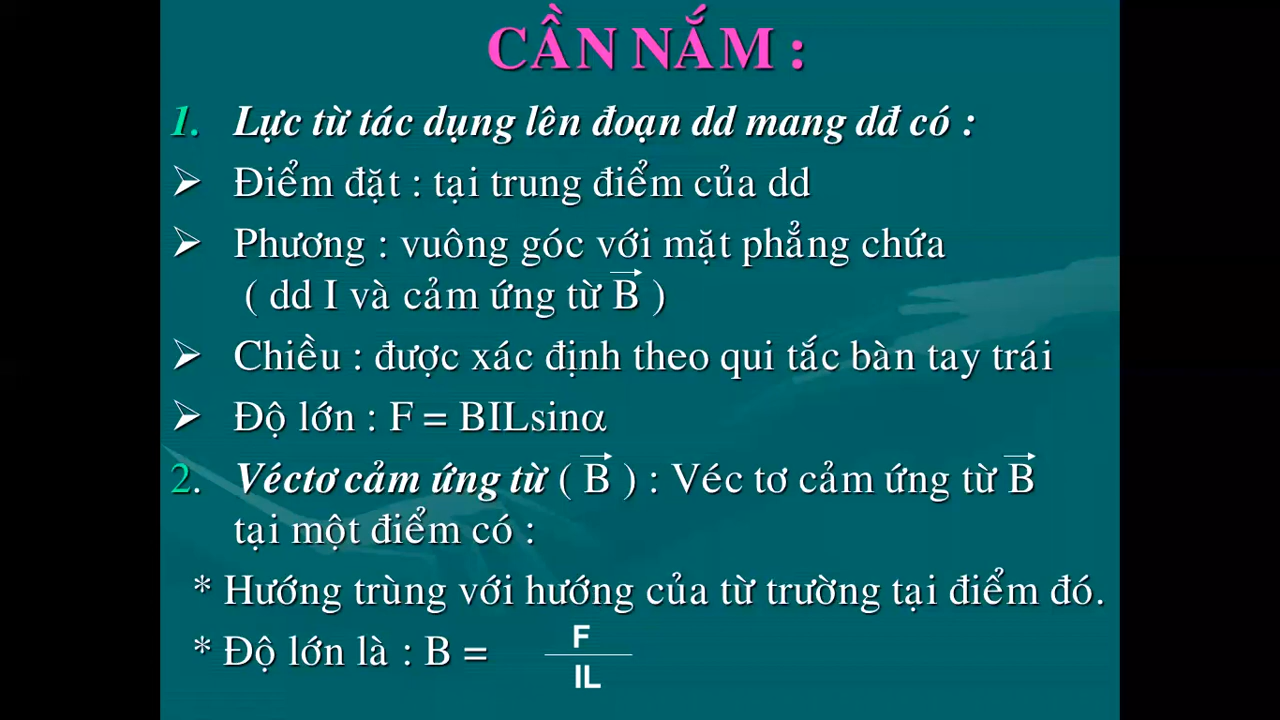 CẦN NẮM :
1. Lực từ tác dụng lên đoạn dd mang dđ có :
➢ Điểm đặt : tại trung điểm của dd
➢ Phương : vuông góc với mặt phẳng chứa
( dd I và cảm ứng từ B⃗ )
➢ Chiều : được xác định theo qui tắc bàn tay trái
➢ Độ lớn : F = BILsinα
2. Véctơ cảm ứng từ ( B⃗ ) : Véc tơ cảm ứng từ B⃗
tại một điểm có :
* Hướng trùng với hướng của từ trường tại điểm đó.
* Độ lớn là : B = F
IL